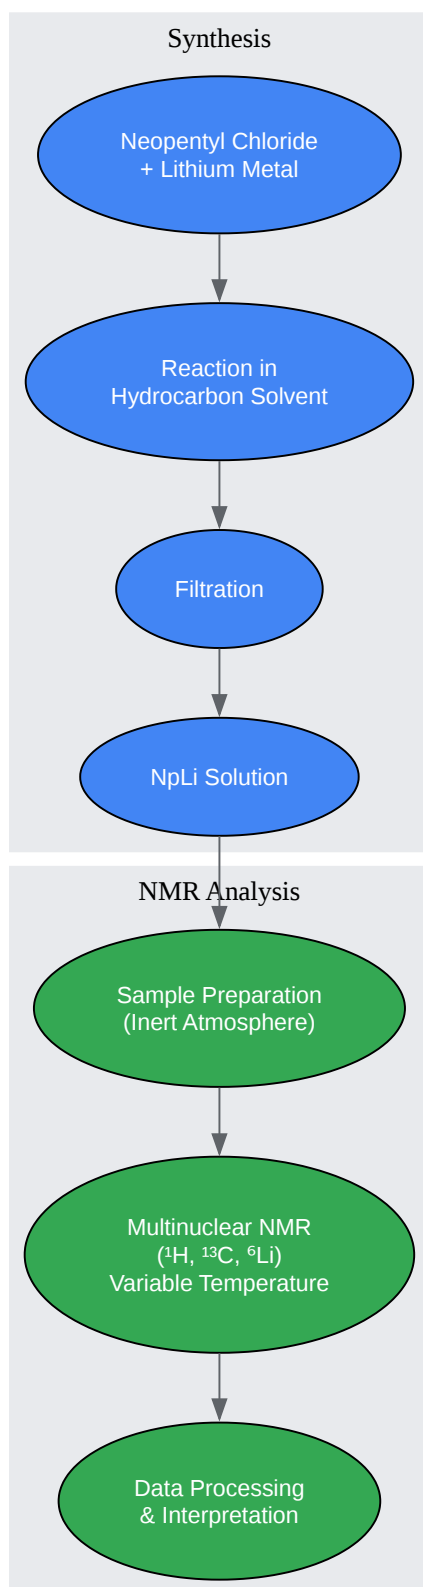 Synthesis
Neopentyl Chloride
+ Lithium Metal
Reaction in
Hydrocarbon Solvent
Filtration
NpLi Solution
NMR Analysis
Sample Preparation
(Inert Atmosphere)
Multinuclear NMR
(¹H, ¹³C, ⁶Li)
Variable Temperature
Data Processing
& Interpretation